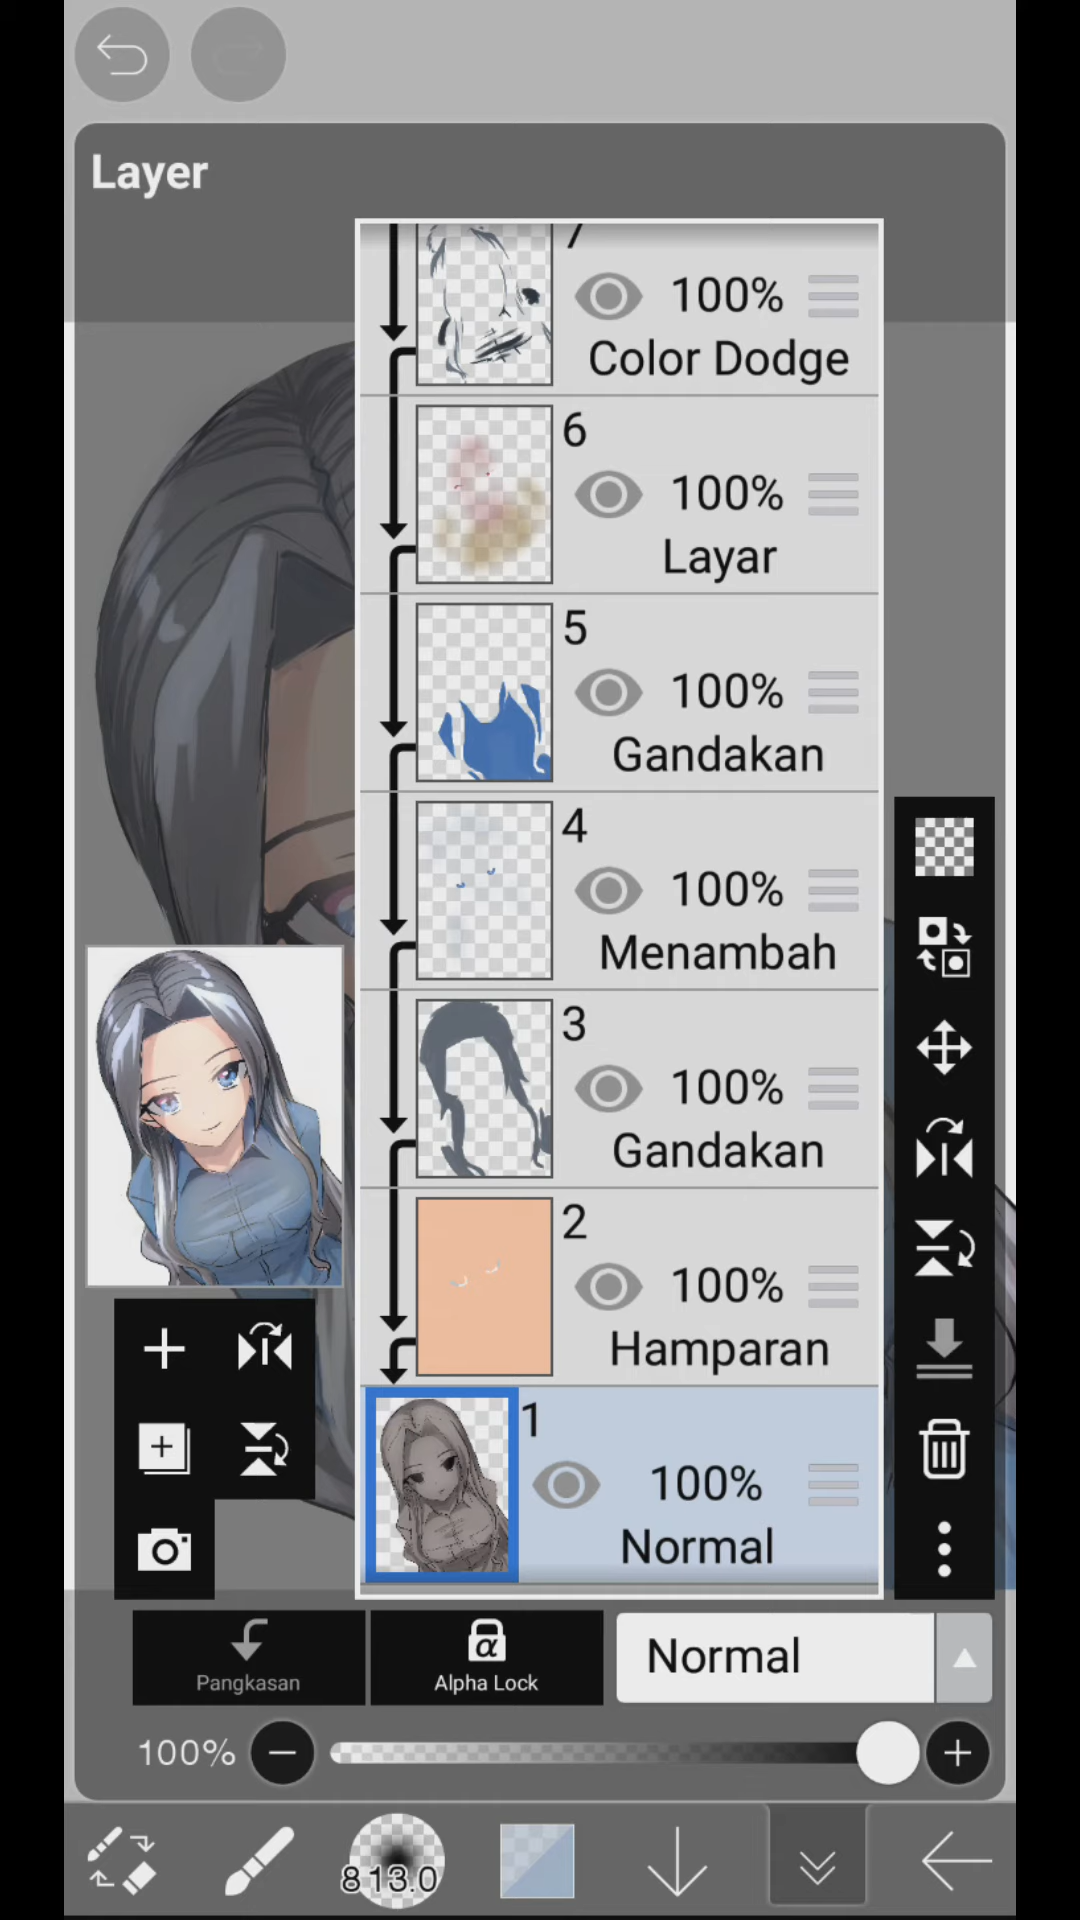 Layer
7
100%
Color Dodge
6
100%
Layar
5
100%
Gandakan
4
100%
Menambah
3
100%
Gandakan
2
100%
Hamparan
1
100%
Normal
Pangkasan
α
Alpha Lock
Normal
100%
813.0